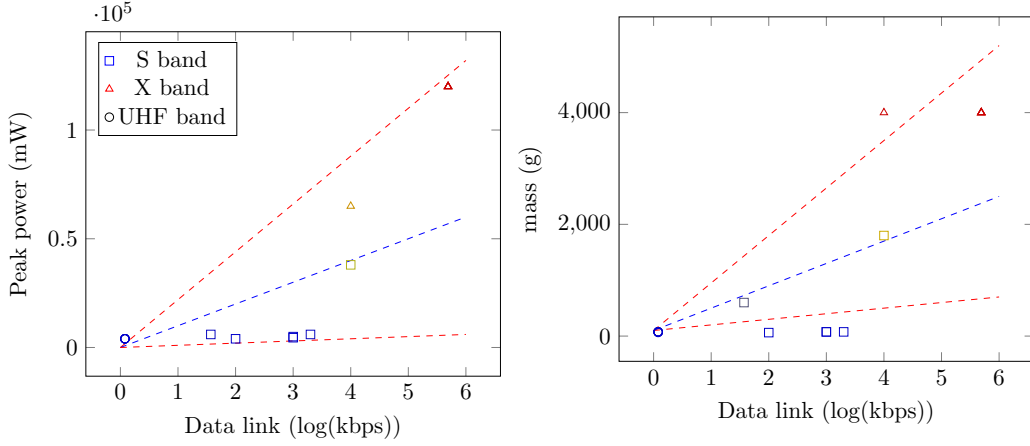 ·10⁵
S band
X band
UHF band
1
0.5
0
0 1 2 3 4 5 6
Peak power (mW)
Data link (log(kbps))
4,000
2,000
0
0 1 2 3 4 5 6
mass (g)
Data link (log(kbps))